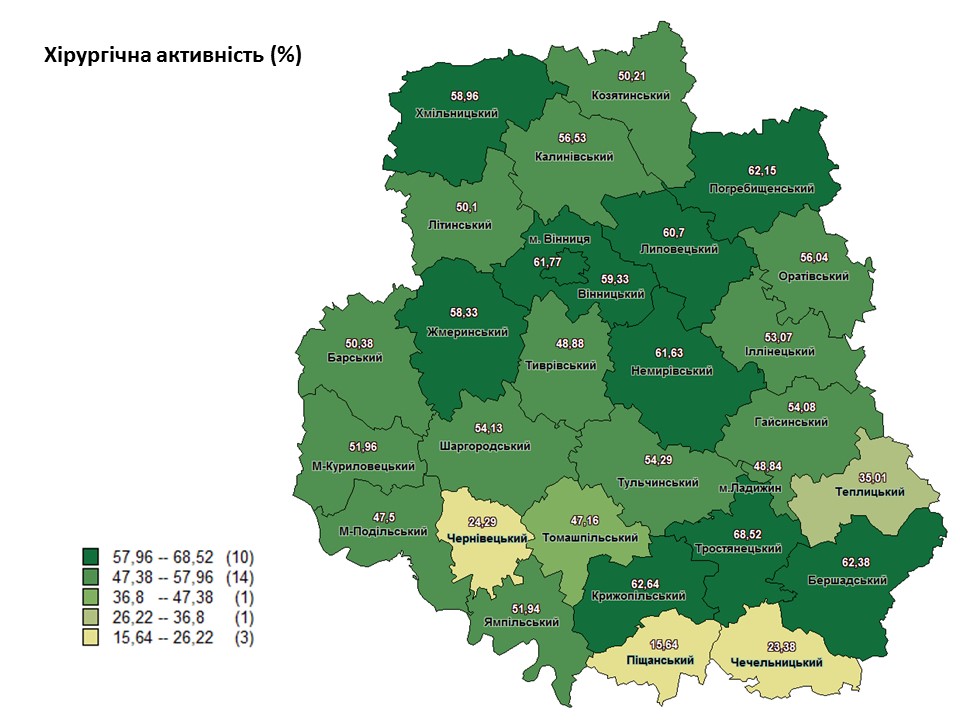 Хірургічна активність (%)
50,21
Козятинський
58,96
Хмільницький
56,53
Калинівський
62,15
Погребищенський
50,1
Літинський
м. Вінниця
61,77
60,7
Липовецький
59,33
Вінницький
56,04
Оратівський
58,33
Жмеринський
50,38
Барський
48,88
Тиврівський
61,63
Немирівський
53,07
Іллінецький
54,08
Гайсинський
54,13
Шаргородський
51,96
М-Куриловецький
54,29
Тульчинський
48,84
м.Ладижин
35,01
Теплицький
47,5
М-Подільський
24,29
Чернівецький
47,16
Томашпільський
68,52
Тростянецький
62,38
Бершадський
62,64
Крижопільський
51,94
Ямпільський
15,64
Піщанський
23,38
Чечельницький
57,96 -- 68,52 (10)
47,38 -- 57,96 (14)
36,8 -- 47,38 (1)
26,22 -- 36,8 (1)
15,64 -- 26,22 (3)